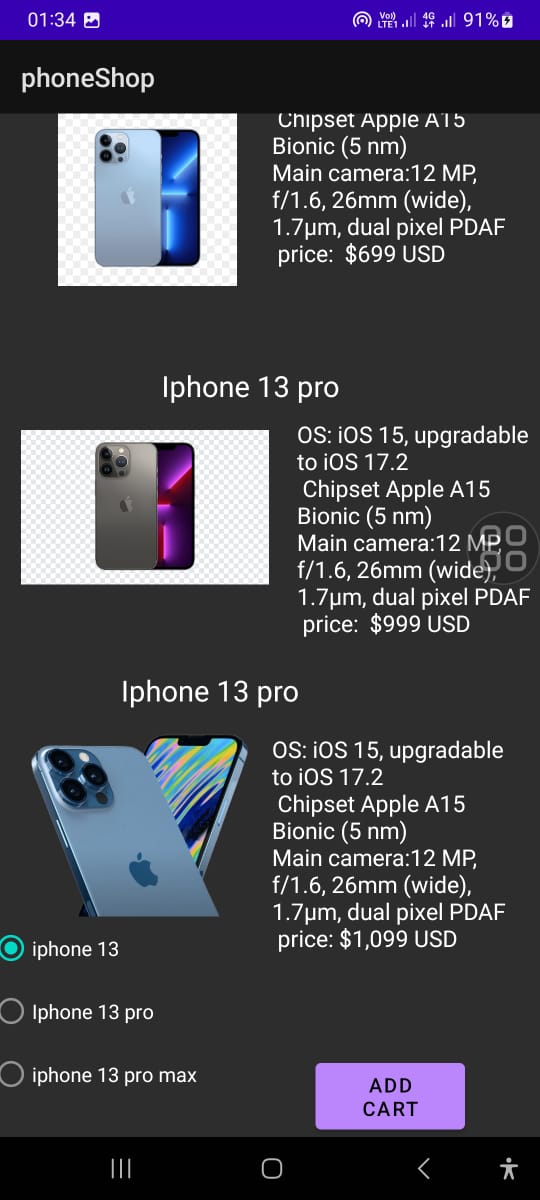 01:34
Vo))
LTE1
4G
91%
phoneShop
Chipset Apple A15
Bionic (5 nm)
Main camera:12 MP,
f/1.6, 26mm (wide),
1.7μm, dual pixel PDAF
price:  $699 USD
Iphone 13 pro
OS: iOS 15, upgradable
to iOS 17.2
Chipset Apple A15
Bionic (5 nm)
Main camera:12 MP,
f/1.6, 26mm (wide),
1.7μm, dual pixel PDAF
price:  $999 USD
Iphone 13 pro
OS: iOS 15, upgradable
to iOS 17.2
Chipset Apple A15
Bionic (5 nm)
Main camera:12 MP,
f/1.6, 26mm (wide),
1.7μm, dual pixel PDAF
price: $1,099 USD
iphone 13
Iphone 13 pro
iphone 13 pro max
ADD
CART